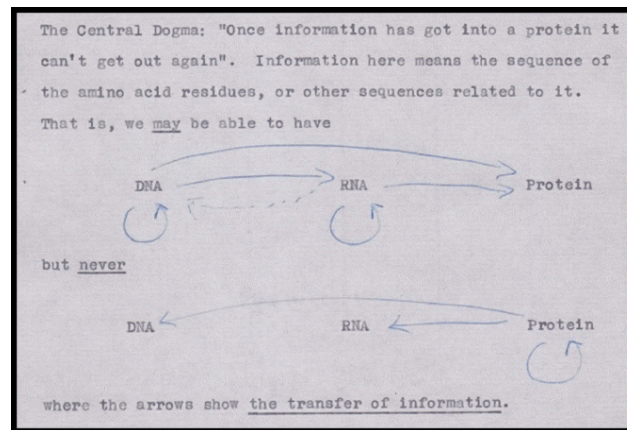 The Central Dogma: "Once information has got into a protein it
can't get out again". Information here means the sequence of
the amino acid residues, or other sequences related to it.
That is, we may be able to have
DNA RNA Protein
but never
DNA RNA Protein
where the arrows show the transfer of information.